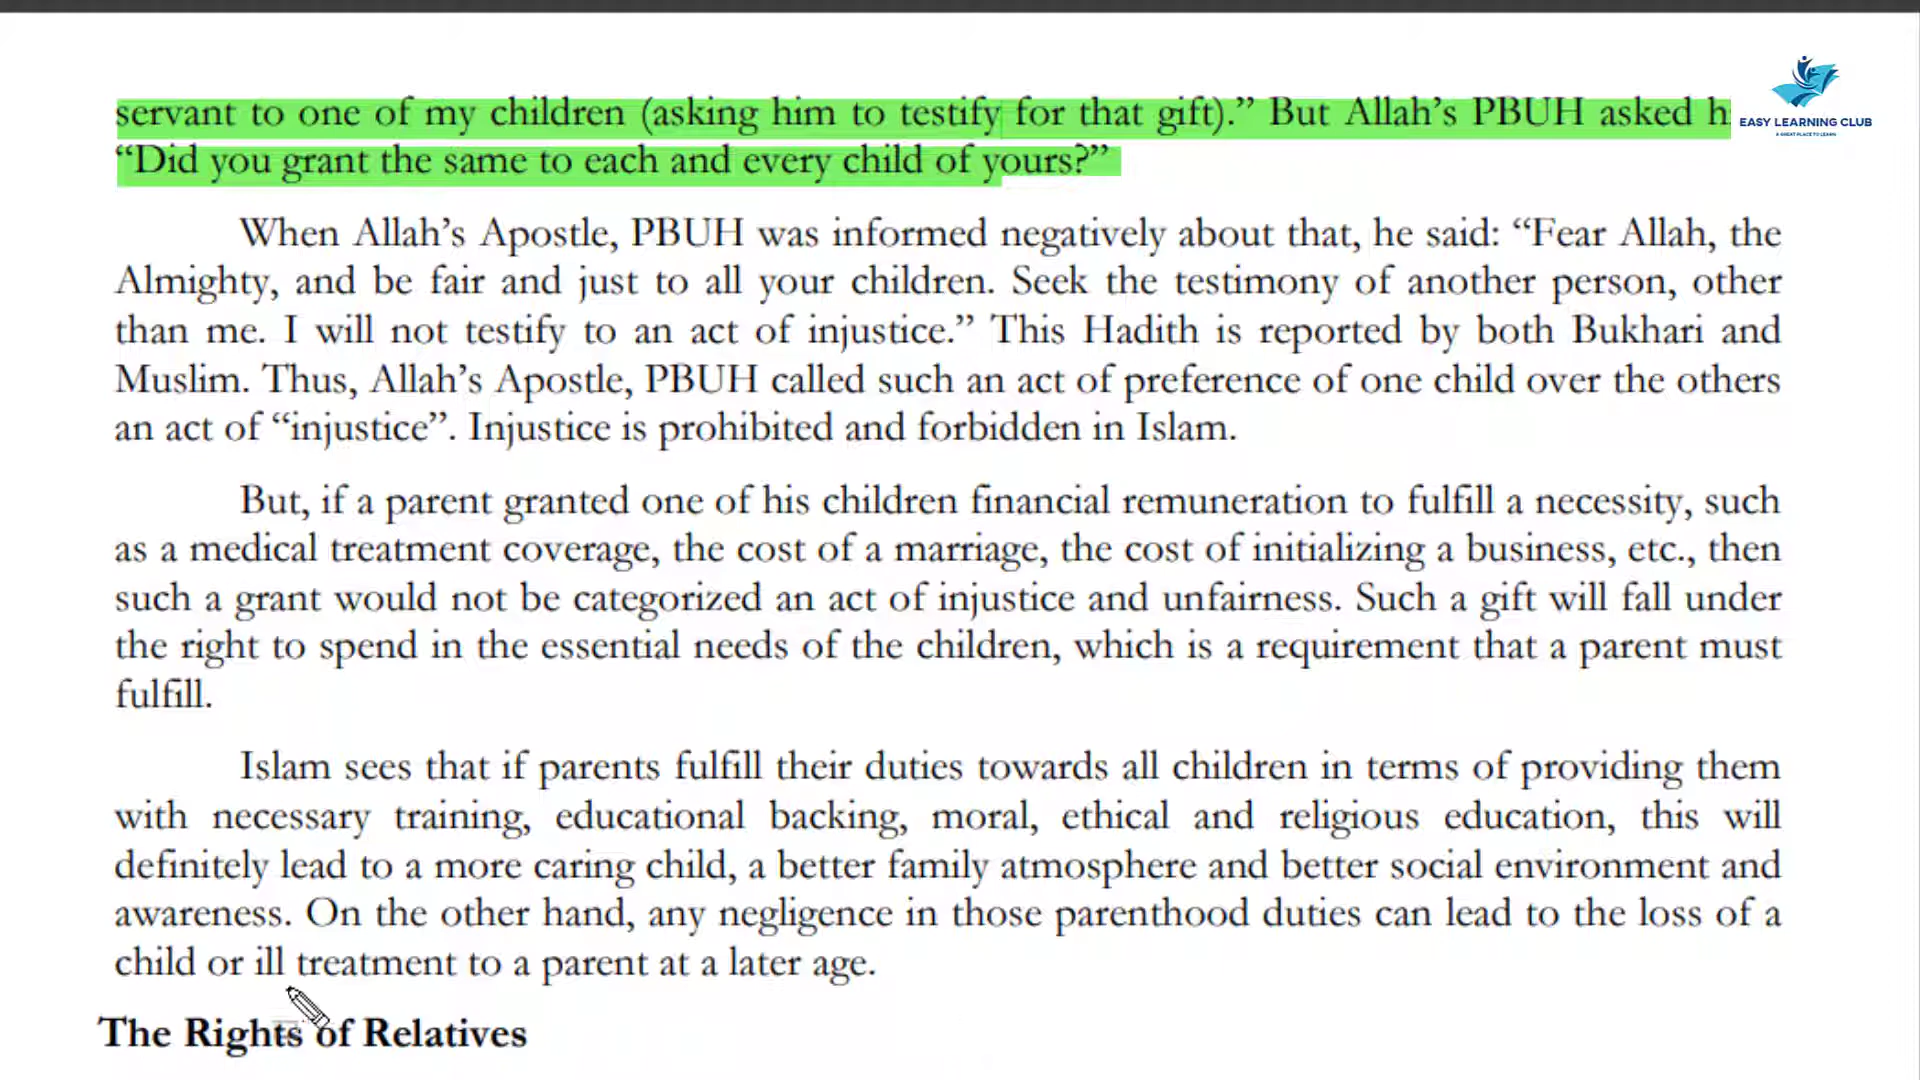 servant to one of my children (asking him to testify for that gift).” But Allah’s PBUH asked
“Did you grant the same to each and every child of yours?”
EASY LEARNING CLUB
A GREAT PLACE TO LEARN
When Allah’s Apostle, PBUH was informed negatively about that, he said: “Fear Allah, the
Almighty, and be fair and just to all your children. Seek the testimony of another person, other
than me. I will not testify to an act of injustice.” This Hadith is reported by both Bukhari and
Muslim. Thus, Allah’s Apostle, PBUH called such an act of preference of one child over the others
an act of “injustice”. Injustice is prohibited and forbidden in Islam.
But, if a parent granted one of his children financial remuneration to fulfill a necessity, such
as a medical treatment coverage, the cost of a marriage, the cost of initializing a business, etc., then
such a grant would not be categorized an act of injustice and unfairness. Such a gift will fall under
the right to spend in the essential needs of the children, which is a requirement that a parent must
fulfill.
Islam sees that if parents fulfill their duties towards all children in terms of providing them
with necessary training, educational backing, moral, ethical and religious education, this will
definitely lead to a more caring child, a better family atmosphere and better social environment and
awareness. On the other hand, any negligence in those parenthood duties can lead to the loss of a
child or ill treatment to a parent at a later age.
The Rights of Relatives